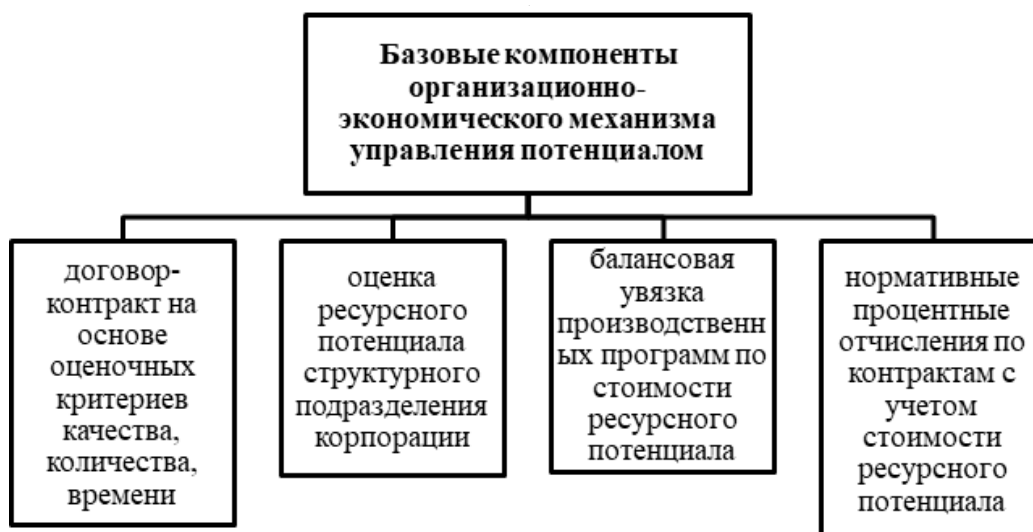 Базовые компоненты
организационно-
экономического механизма
управления потенциалом
договор-
контракт на
основе
оценочных
критериев
качества,
количества,
времени
оценка
ресурсного
потенциала
структурного
подразделения
корпорации
балансовая
увязка
производственн
ых программ по
стоимости
ресурсного
потенциала
нормативные
процентные
отчисления по
контрактам с
учетом
стоимости
ресурсного
потенциала